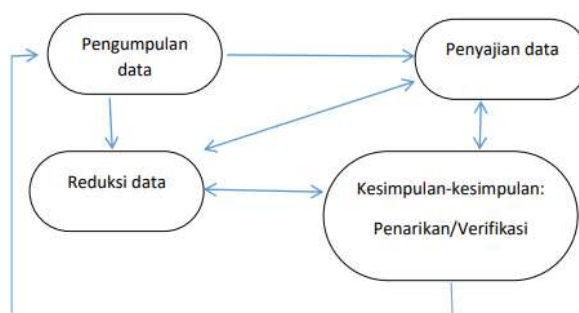 Pengumpulan
data
Penyajian data
Reduksi data
Kesimpulan-kesimpulan:
Penarikan/Verifikasi